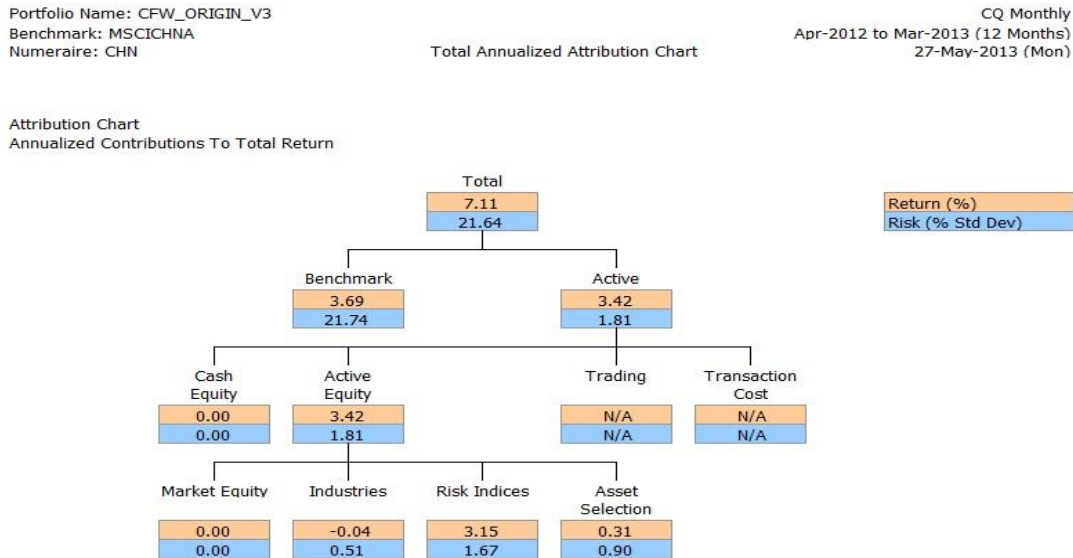 Portfolio Name: CFW_ORIGIN_V3
CQ Monthly
Benchmark: MSCICHNA
Apr-2012 to Mar-2013 (12 Months)
Numeraire: CHN
Total Annualized Attribution Chart
27-May-2013 (Mon)
Attribution Chart
Annualized Contributions To Total Return
Total
7.11
21.64
Return (%)
Risk (% Std Dev)
Benchmark
Active
3.69
3.42
21.74
1.81
Cash
Equity
Active
Equity
Trading
Transaction
Cost
0.00
3.42
N/A
N/A
0.00
1.81
N/A
N/A
Market Equity
Industries
Risk Indices
Asset
Selection
0.00
-0.04
3.15
0.31
0.00
0.51
1.67
0.90